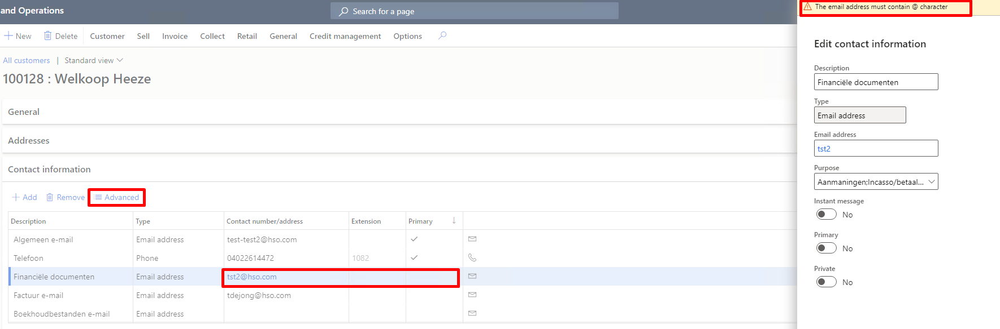 and Operations
Search for a page
The email address must contain @ character
New Delete Customer Sell Invoice Collect Retail General Credit management Options
All customers | Standard view
100128 : Welkoop Heeze
General
Addresses
Contact information
Add Remove Advanced
Description Type Contact number/address Extension Primary
Algemeen e-mail Email address test-test2@hso.com
Telefoon Phone 04022614472 1082
Financiële documenten Email address tst2@hso.com
Factuur e-mail Email address tdejong@hso.com
Boekhoudbestanden e-mail Email address
Edit contact information
Description
Financiële documenten
Type
Email address
Email address
tst2
Purpose
Aanmaningen;Incasso/betaal...
Instant message
No
Primary
No
Private
No